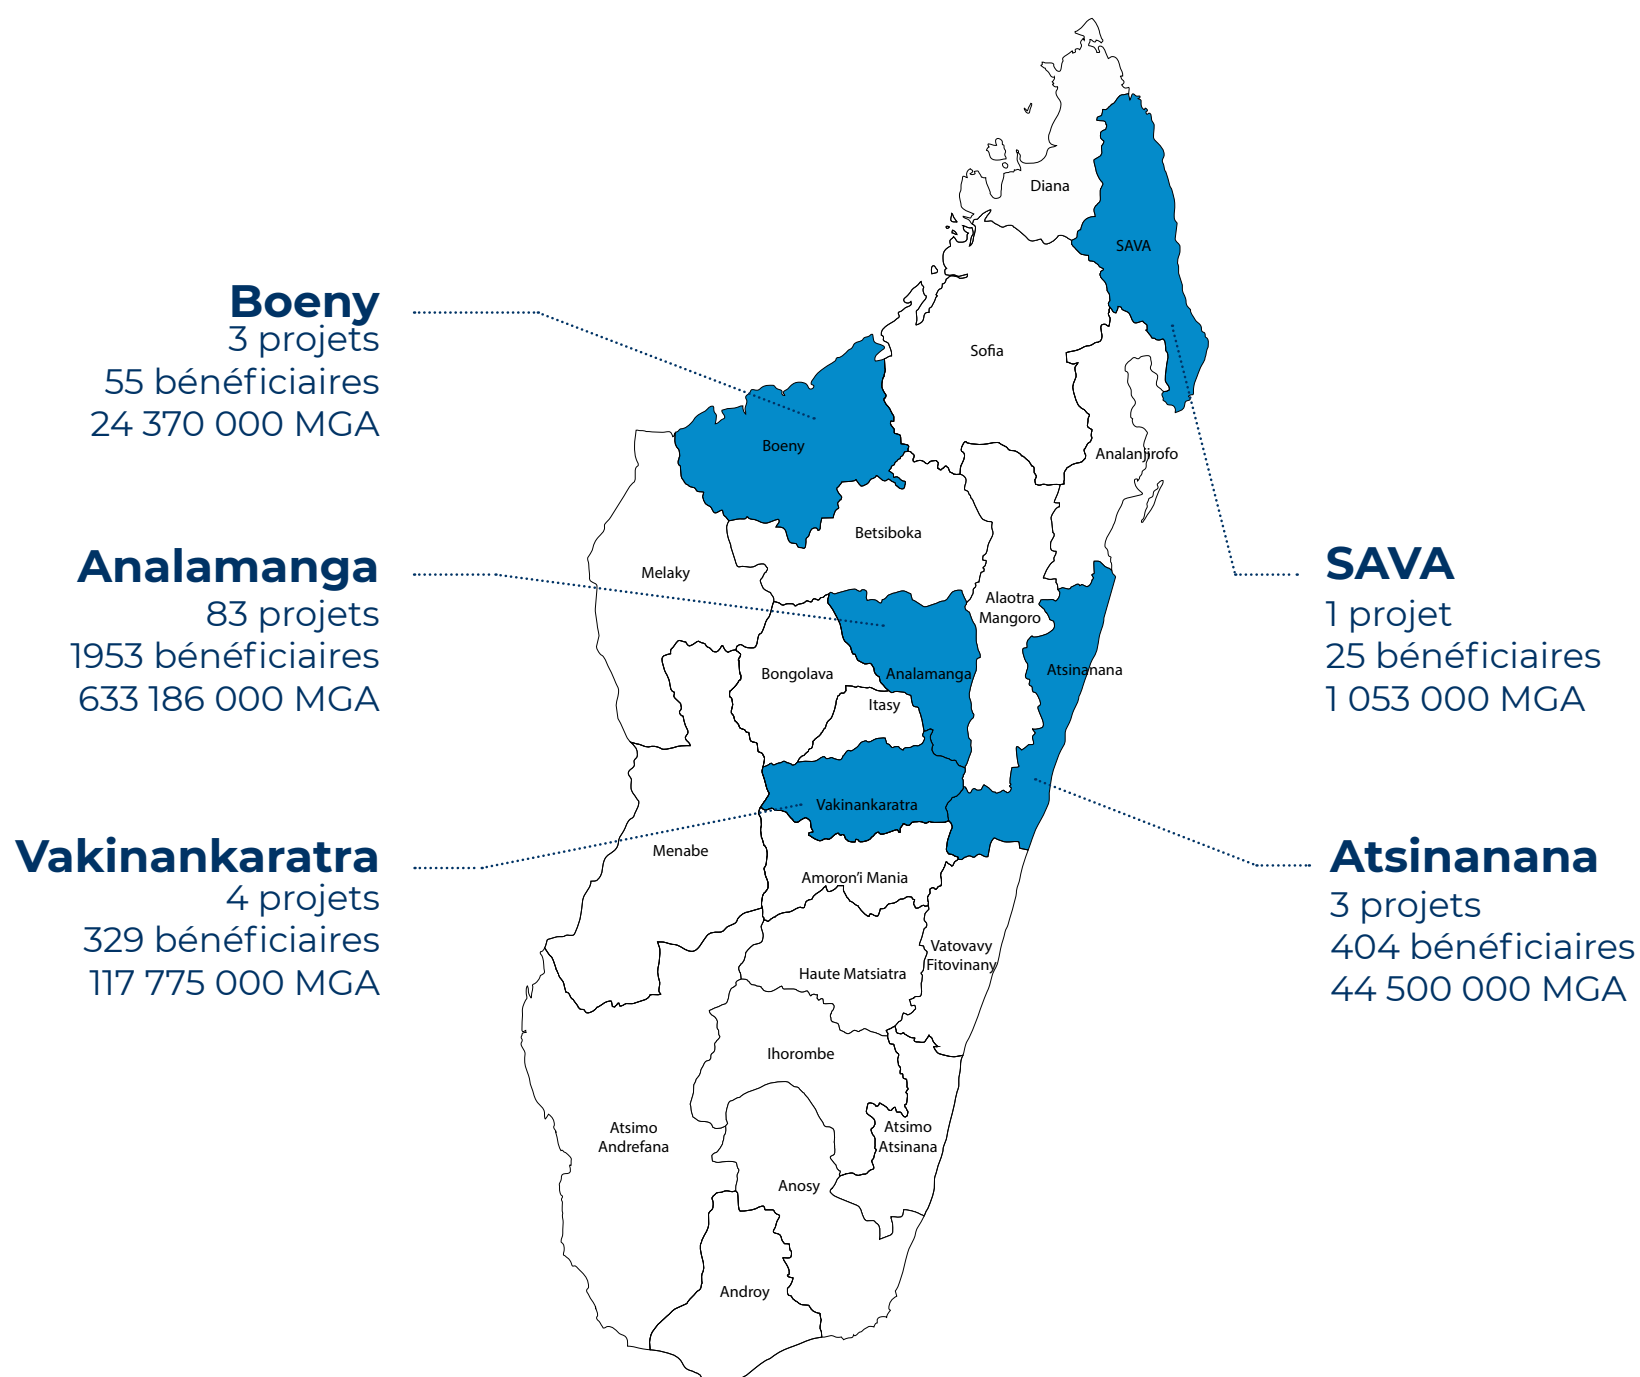 Boeny
3 projets
55 bénéficiaires
24 370 000 MGA
Analamanga
83 projets
1953 bénéficiaires
633 186 000 MGA
Vakinankaratra
4 projets
329 bénéficiaires
117 775 000 MGA
Diana
SAVA
Sofia
Boeny
Analanjirofo
Betsiboka
Melaky
Alaotra
Mangoro
Bongolava
Analamanga
Atsinanana
Itasy
Vakinankaratra
Menabe
Amoron'i Mania
Vatovavy
Fitovinany
Haute Matsiatra
Ihorombe
Atsimo
Andrefana
Atsimo
Atsinana
Anosy
Androy
SAVA
1 projet
25 bénéficiaires
1 053 000 MGA
Atsinanana
3 projets
404 bénéficiaires
44 500 000 MGA